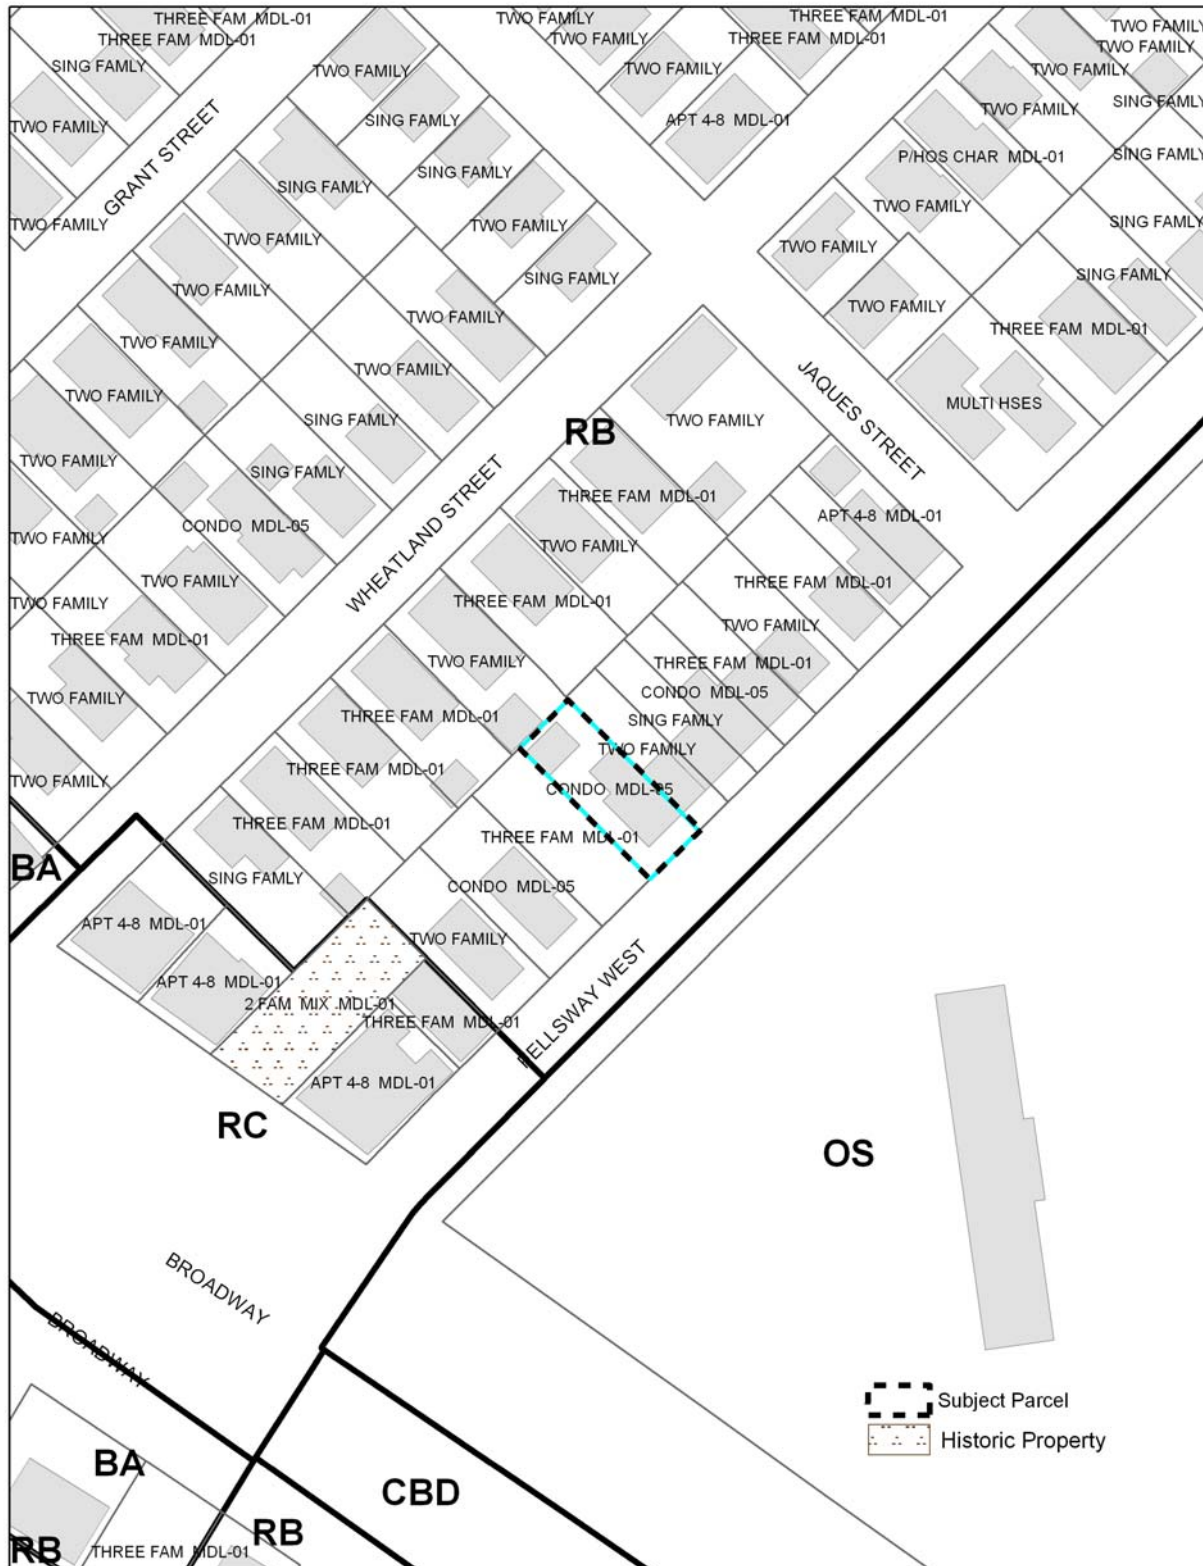 THREE FAM MDL-01
THREE FAM MDL-01
TWO FAMILY
THREE FAM MDL-01
TWO FAMILY
TWO FAMILY
SING FAMLY
TWO FAMILY
TWO FAMILY
TWO FAMILY
SING FAMLY
TWO FAMILY
GRANT STREET
SING FAMLY
APT 4-8 MDL-01
TWO FAMILY
SING FAMLY
P/HOS CHAR MDL-01
SING FAMLY
SING FAMLY
SING FAMLY
TWO FAMILY
TWO FAMILY
TWO FAMILY
TWO FAMILY
SING FAMLY
TWO FAMILY
TWO FAMILY
SING FAMLY
SING FAMLY
TWO FAMILY
TWO FAMILY
TWO FAMILY
THREE FAM MDL-01
TWO FAMILY
TWO FAMILY
TWO FAMILY
JAQUES STREET
MULTI HSES
SING FAMLY
RB
TWO FAMILY
TWO FAMILY
SING FAMLY
THREE FAM MDL-01
WHEATLAND STREET
APT 4-8 MDL-01
CONDO MDL-05
TWO FAMILY
TWO FAMILY
TWO FAMILY
THREE FAM MDL-01
TWO FAMILY
THREE FAM MDL-01
TWO FAMILY
THREE FAM MDL-01
TWO FAMILY
THREE FAM MDL-01
TWO FAMILY
CONDO MDL-05
THREE FAM MDL-01
SING FAMLY
TWO FAMILY
THREE FAM MDL-01
TWO FAMILY
CONDO MDL-05
THREE FAM MDL-01
THREE FAM MDL-01
BA
SING FAMLY
CONDO MDL-05
APT 4-8 MDL-01
TWO FAMILY
APT 4-8 MDL-01
2 FAM MIX MDL-01
THREE FAM MDL-01
FELLSWAY WEST
APT 4-8 MDL-01
RC
OS
BROADWAY
BROADWAY
Subject Parcel
Historic Property
BA
CBD
RB
RB
THREE FAM MDL-01